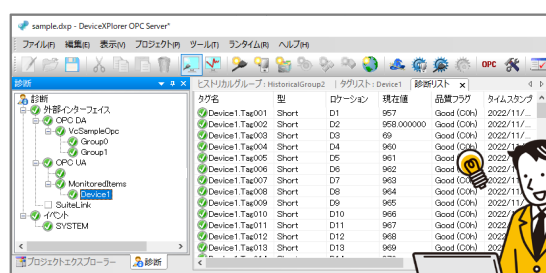 sample.dxp - DeviceXPlorer OPC Server*
ファイル(F) 編集(E) 表示(V) プロジェクト(P) ツール(T) ランタイム(R) ヘルプ(H)
OPC
診断
ヒストリカルグループ : HistoricalGroup2 タグリスト : Device1 診断リスト
診断
外部インターフェイス
OPC DA
VcSampleOpc
Group0
Group1
OPC UA
MonitoredItems
Device1
SuiteLink
イベント
SYSTEM
プロジェクトエクスプローラー 診断
タグ名 型 ロケーション 現在値 品質フラグ タイムスタンプ
Device1.Tag001 Short D1 957 Good (C0h) 2022/11/...
Device1.Tag002 Short D2 958.000000 Good (C0h) 2022/11/...
Device1.Tag003 Short D3 69 Good (C0h) 2022/11/...
Device1.Tag004 Short D4 960 Good (C0h) 2022/11/
Device1.Tag005 Short D5 961 Good (C0h) 2022/11
Device1.Tag006 Short D6 962 Good 2022/1
Device1.Tag007 Short D7 963 Good 2022/1
Device1.Tag008 Short D8 964 Good (C0h) 2022/11
Device1.Tag009 Short D9 965 Good (C0h) 2022/11
Device1.Tag010 Short D10 966 Good (C0h) 2022
Device1.Tag011 Short D11 967 Good (C0h) 2022
Device1.Tag012 Short D12 968 Good (C0h) 202
Device1.Tag013 Short D13 969 Good (C0h)